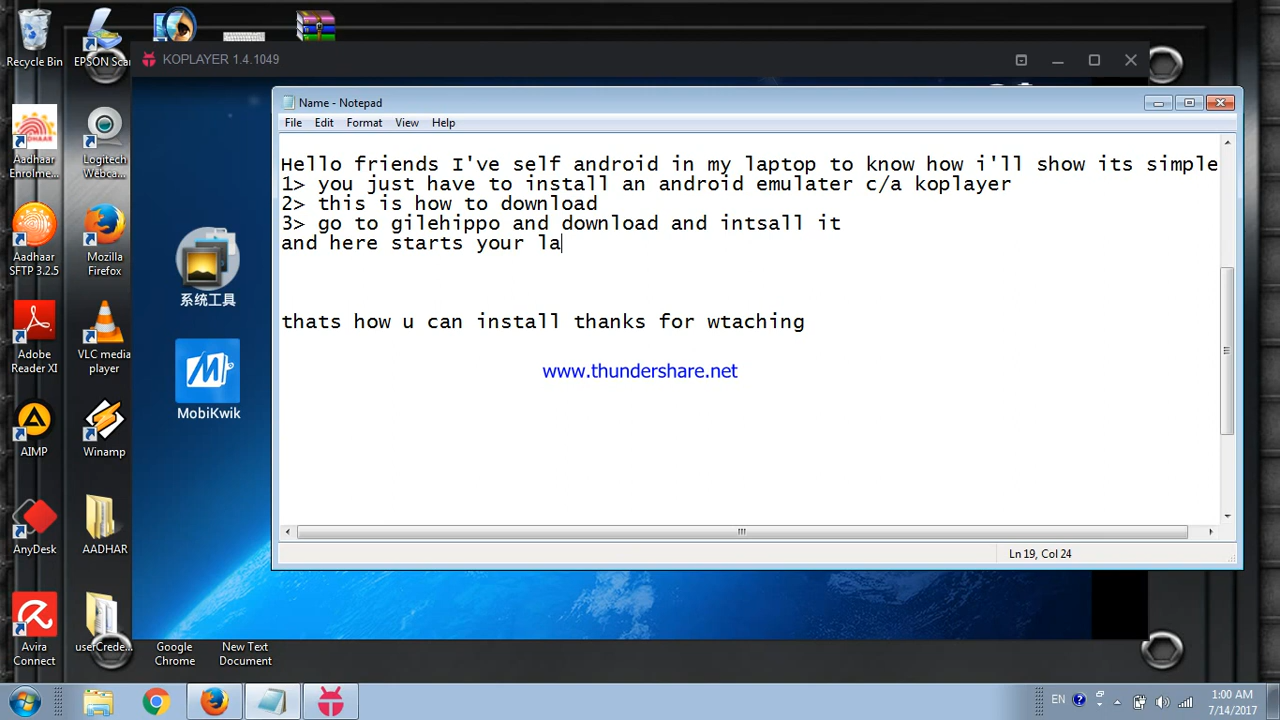 Recycle Bin
EPSON Scan
KOPLAYER 1.4.1049
Name - Notepad
File Edit Format View Help
Hello friends I've self android in my laptop to know how i'll show its simple
1> you just have to install an android emulater c/a koplayer
2> this is how to download
3> go to gilehippo and download and intsall it
and here starts your la
thats how u can install thanks for wtaching
www.thundershare.net
Ln 19, Col 24
AADHAAR
Aadhaar
Enrolme...
Logitech
Webca...
Aadhaar
SFTP 3.2.5
Mozilla
Firefox
系统工具
Adobe
Reader XI
VLC media
player
MobiKwik
AIMP
Winamp
AnyDesk
AADHAR
Avira
Connect
userCrede...
Google
Chrome
New Text
Document
EN
1:00 AM
7/14/2017